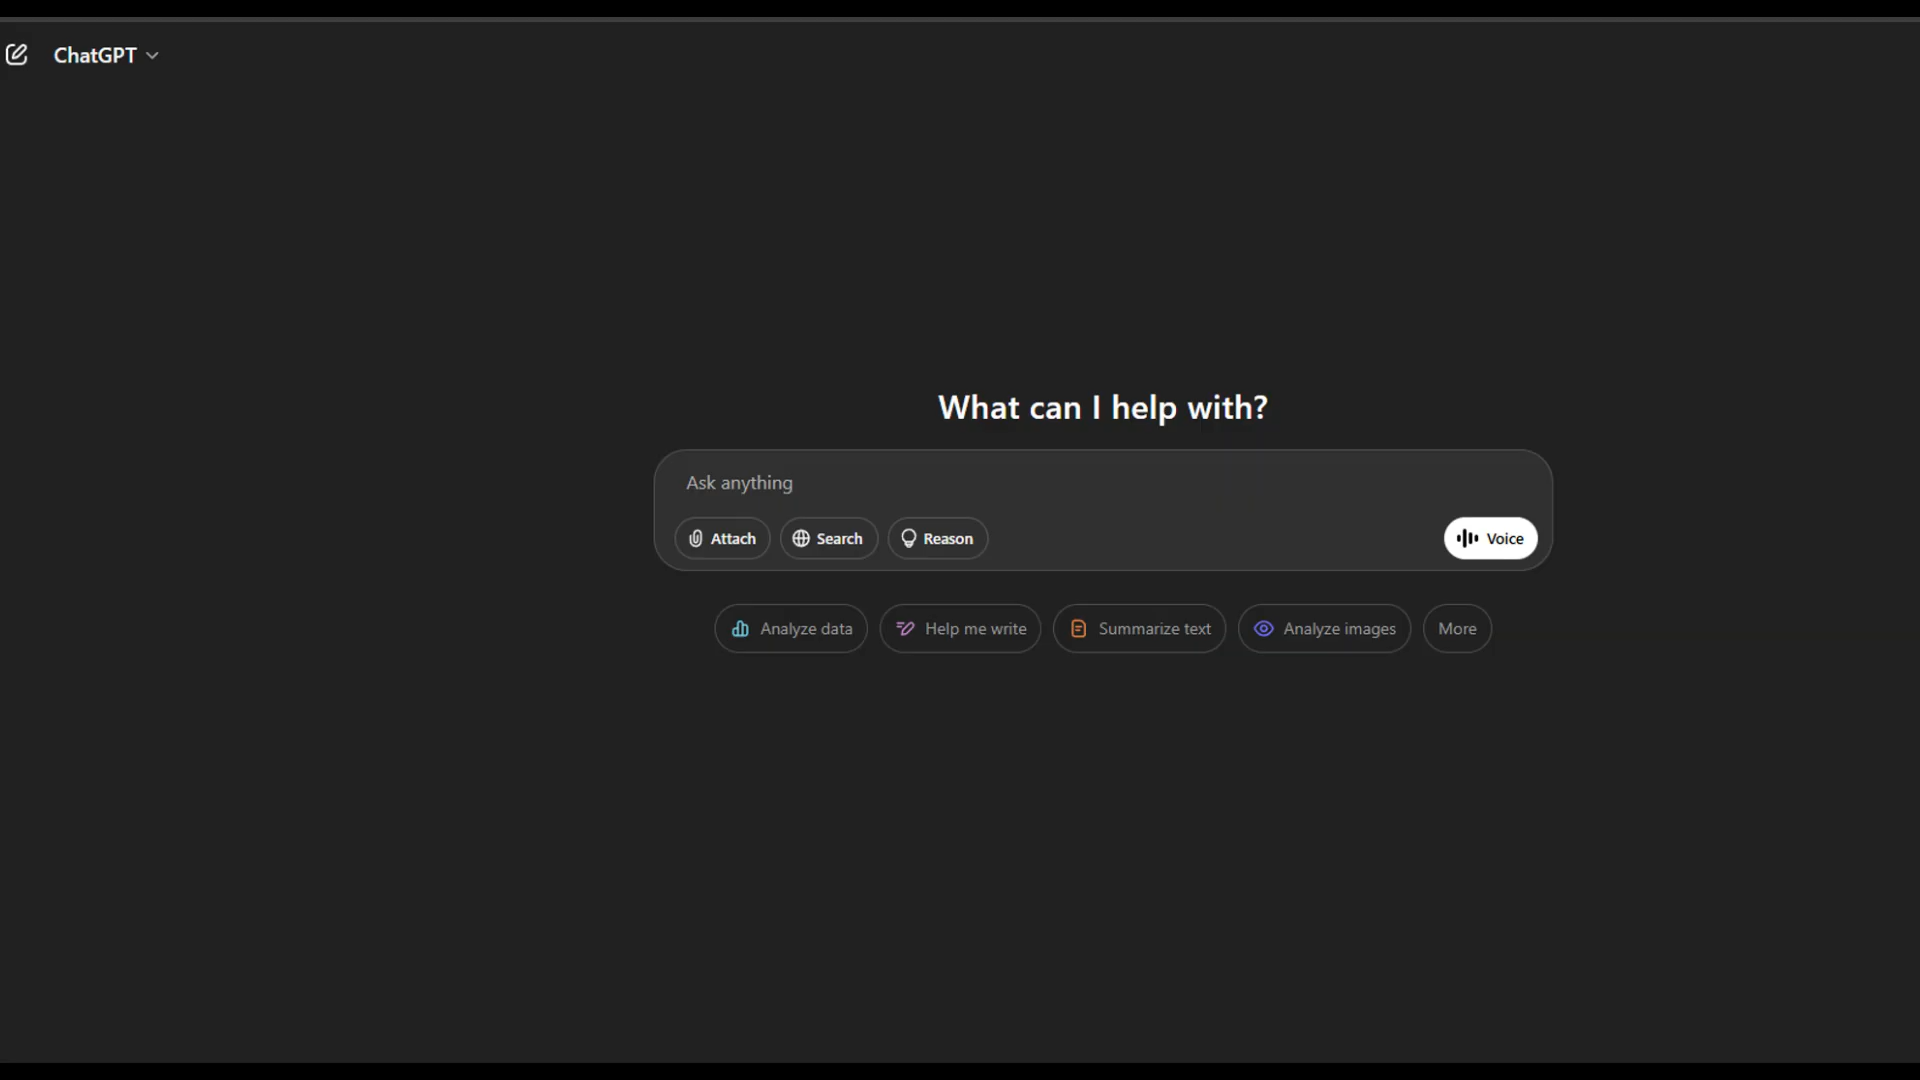 ChatGPT
What can I help with?
Ask anything
Attach Search Reason Voice
Analyze data Help me write Summarize text Analyze images More